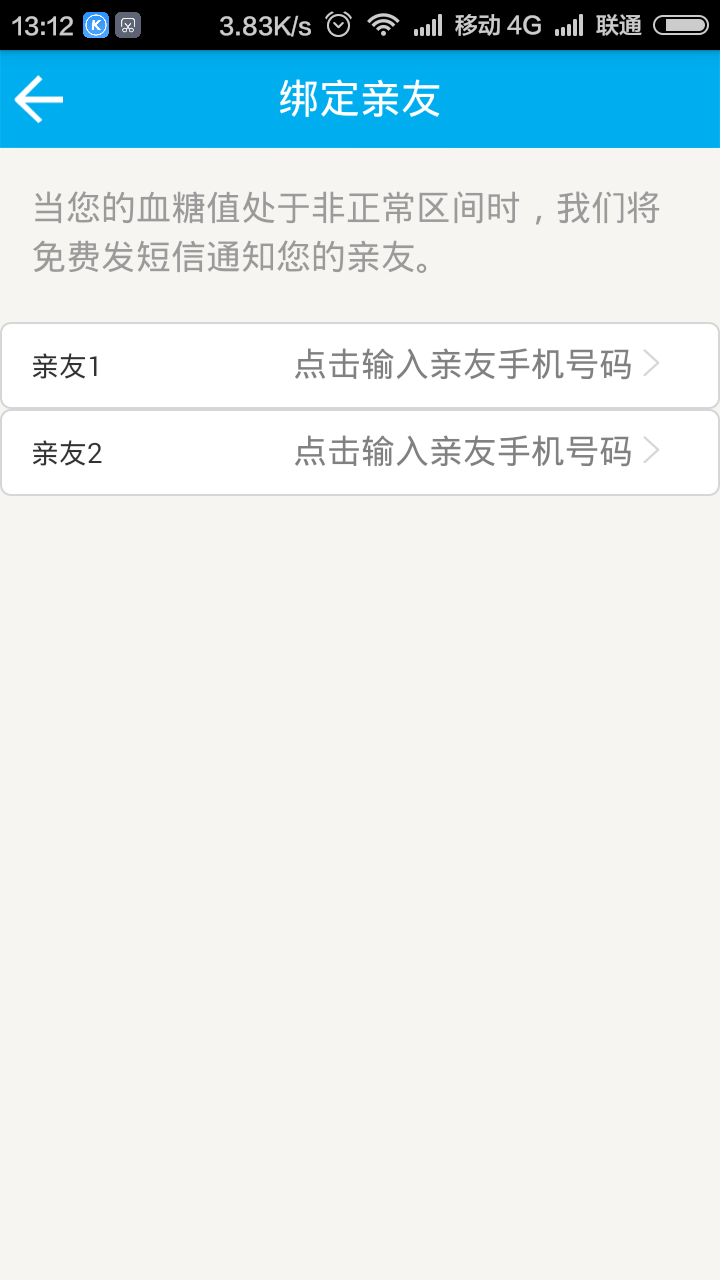 13:12 K 3.83K/s 移动 4G 联通
绑定亲友
当您的血糖值处于非正常区间时，我们将
免费发短信通知您的亲友。
亲友1 点击输入亲友手机号码
亲友2 点击输入亲友手机号码